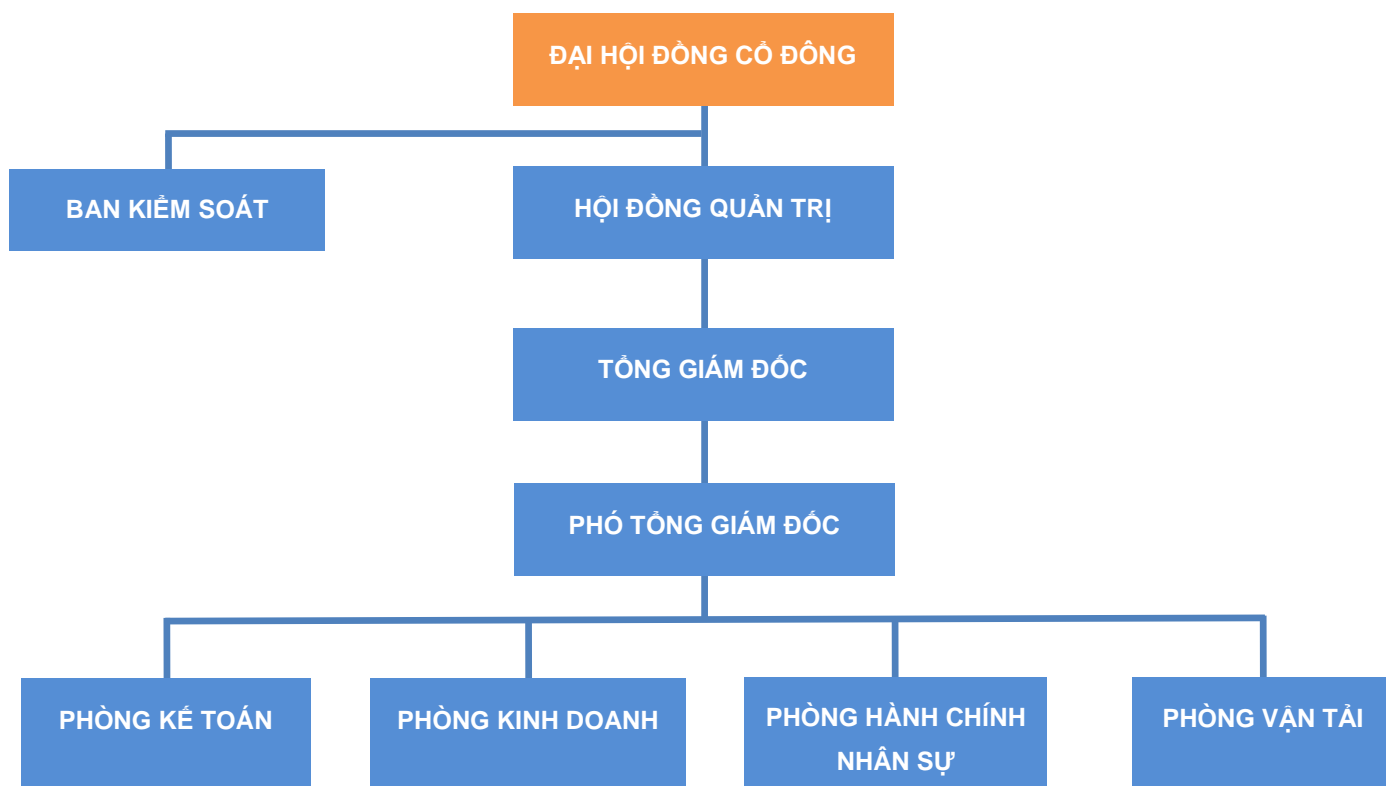 ĐẠI HỘI ĐỒNG CỔ ĐÔNG
BAN KIỂM SOÁT
HỘI ĐỒNG QUẢN TRỊ
TỔNG GIÁM ĐỐC
PHÓ TỔNG GIÁM ĐỐC
PHÒNG KẾ TOÁN
PHÒNG KINH DOANH
PHÒNG HÀNH CHÍNH
NHÂN SỰ
PHÒNG VẬN TẢI